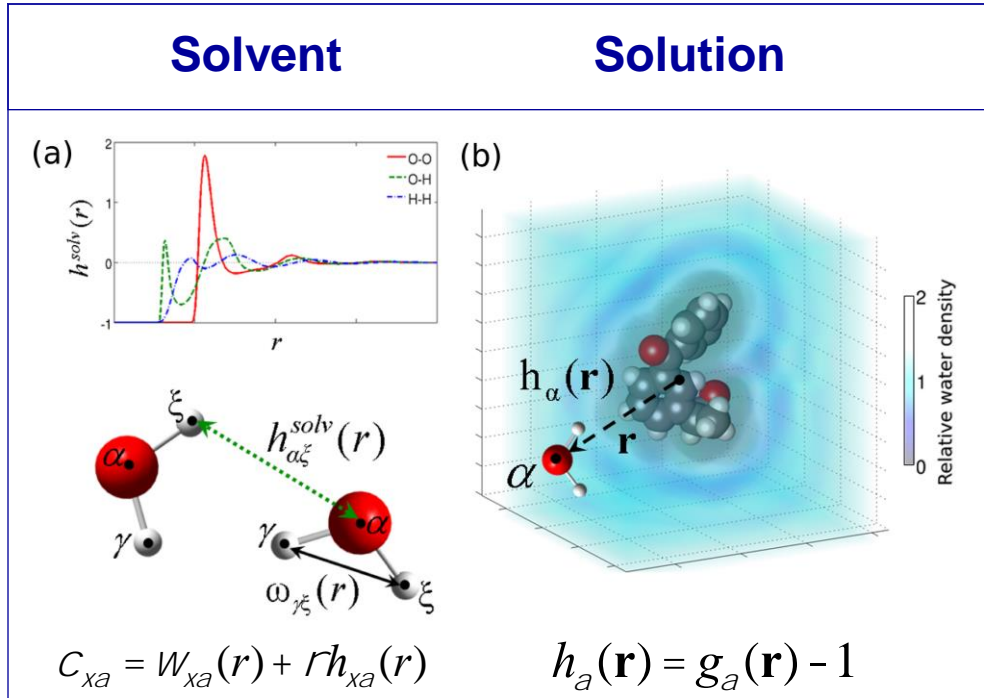 Solvent Solution
(a)
2
1
0
-1
h^solv(r)
r
O-O
O-H
H-H
ξ
α
γ
h^solv_αξ(r)
γ
α
ξ
ω_γξ(r)
C_xa = w_xa(r) + rh_xa(r)
(b)
h_α(r)
r
α
2
1
0
Relative water density
h_a(r) = g_a(r) - 1